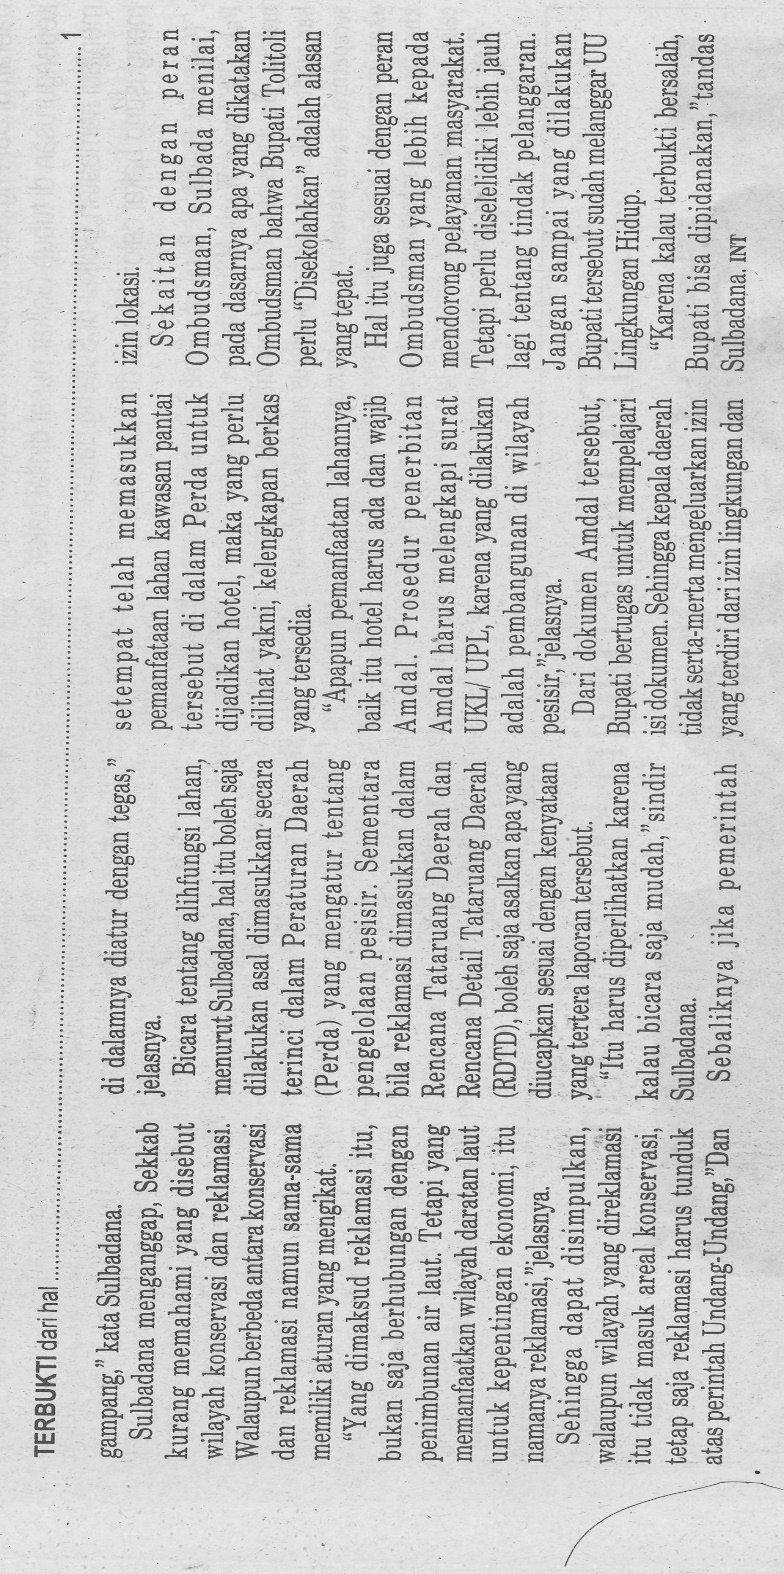 TERBUKTI dari hal ........................................ 1
gampang,” kata Sulbadana.
Sulbadana menganggap, Sekkab
kurang memahami yang disebut
wilayah konservasi dan reklamasi.
Walaupun berbeda antara konservasi
dan reklamasi namun sama-sama
memiliki aturan yang mengikat.
“Yang dimaksud reklamasi itu,
bukan saja berhubungan dengan
penimbunan air laut. Tetapi yang
memanfaatkan wilayah daratan laut
untuk kepentingan ekonomi, itu
namanya reklamasi,”jelasnya.
Sehingga dapat disimpulkan,
walaupun wilayah yang direklamasi
itu tidak masuk areal konservasi,
tetap saja reklamasi harus tunduk
atas perintah Undang-Undang,”Dan
di dalamnya diatur dengan tegas,”
jelasnya.
Bicara tentang alihfungsi lahan,
menurut Sulbadana, hal itu boleh saja
dilakukan asal dimasukkan secara
terinci dalam Peraturan Daerah
(Perda) yang mengatur tentang
pengelolaan pesisir. Sementara
bila reklamasi dimasukkan dalam
Rencana Tataruang Daerah dan
Rencana Detail Tataruang Daerah
(RDTD), boleh saja asalkan apa yang
diucapkan sesuai dengan kenyataan
yang tertera laporan tersebut.
“Itu harus diperlihatkan karena
kalau bicara saja mudah,”sindir
Sulbadana.
Sebaliknya jika pemerintah
setempat telah memasukkan
pemanfataan lahan kawasan pantai
tersebut di dalam Perda untuk
dijadikan hotel, maka yang perlu
dilihat yakni, kelengkapan berkas
yang tersedia.
“Apapun pemanfaatan lahannya,
baik itu hotel harus ada dan wajib
Amdal. Prosedur penerbitan
Amdal harus melengkapi surat
UKL/ UPL, karena yang dilakukan
adalah pembangunan di wilayah
pesisir,”jelasnya.
Dari dokumen Amdal tersebut,
Bupati bertugas untuk mempelajari
isi dokumen. Sehingga kepala daerah
tidak serta-merta mengeluarkan izin
yang terdiri dari izin lingkungan dan
izin lokasi.
Sekaitan dengan peran
Ombudsman, Sulbada menilai,
pada dasarnya apa yang dikatakan
Ombudsman bahwa Bupati Tolitoli
perlu “Disekolahkan” adalah alasan
yang tepat.
Hal itu juga sesuai dengan peran
Ombudsman yang lebih kepada
mendorong pelayanan masyarakat.
Tetapi perlu diselelidiki lebih jauh
lagi tentang tindak pelanggaran.
Jangan sampai yang dilakukan
Bupati tersebut sudah melanggar UU
Lingkungan Hidup.
“Karena kalau terbukti bersalah,
Bupati bisa dipidanakan,”tandas
Sulbadana. INT